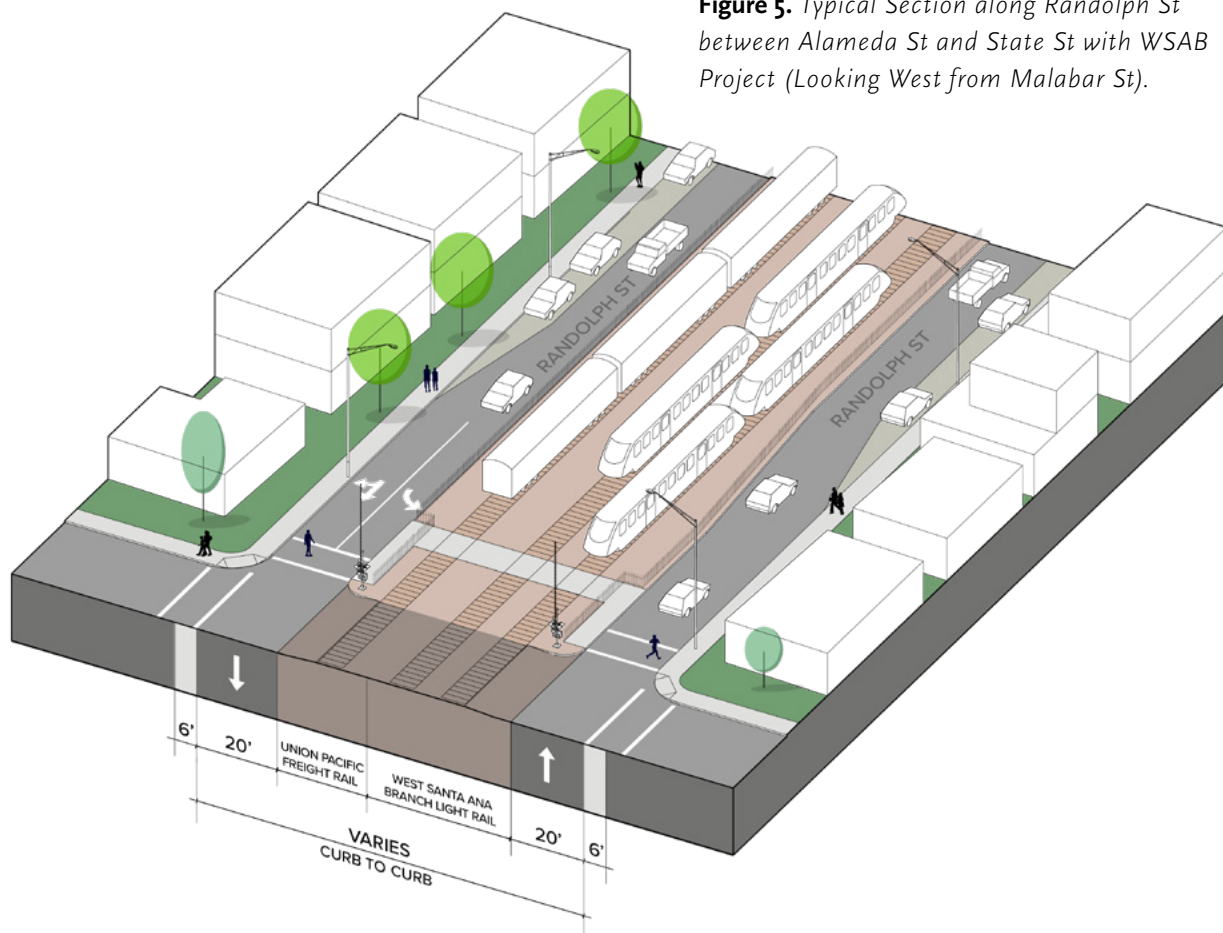 Figure 5. Typical Section along Randolph St
between Alameda St and State St with WSAB
Project (Looking West from Malabar St).
RANDOLPH ST
RANDOLPH ST
6'
20'
UNION PACIFIC
FREIGHT RAIL
WEST SANTA ANA
BRANCH LIGHT RAIL
20'
6'
VARIES
CURB TO CURB